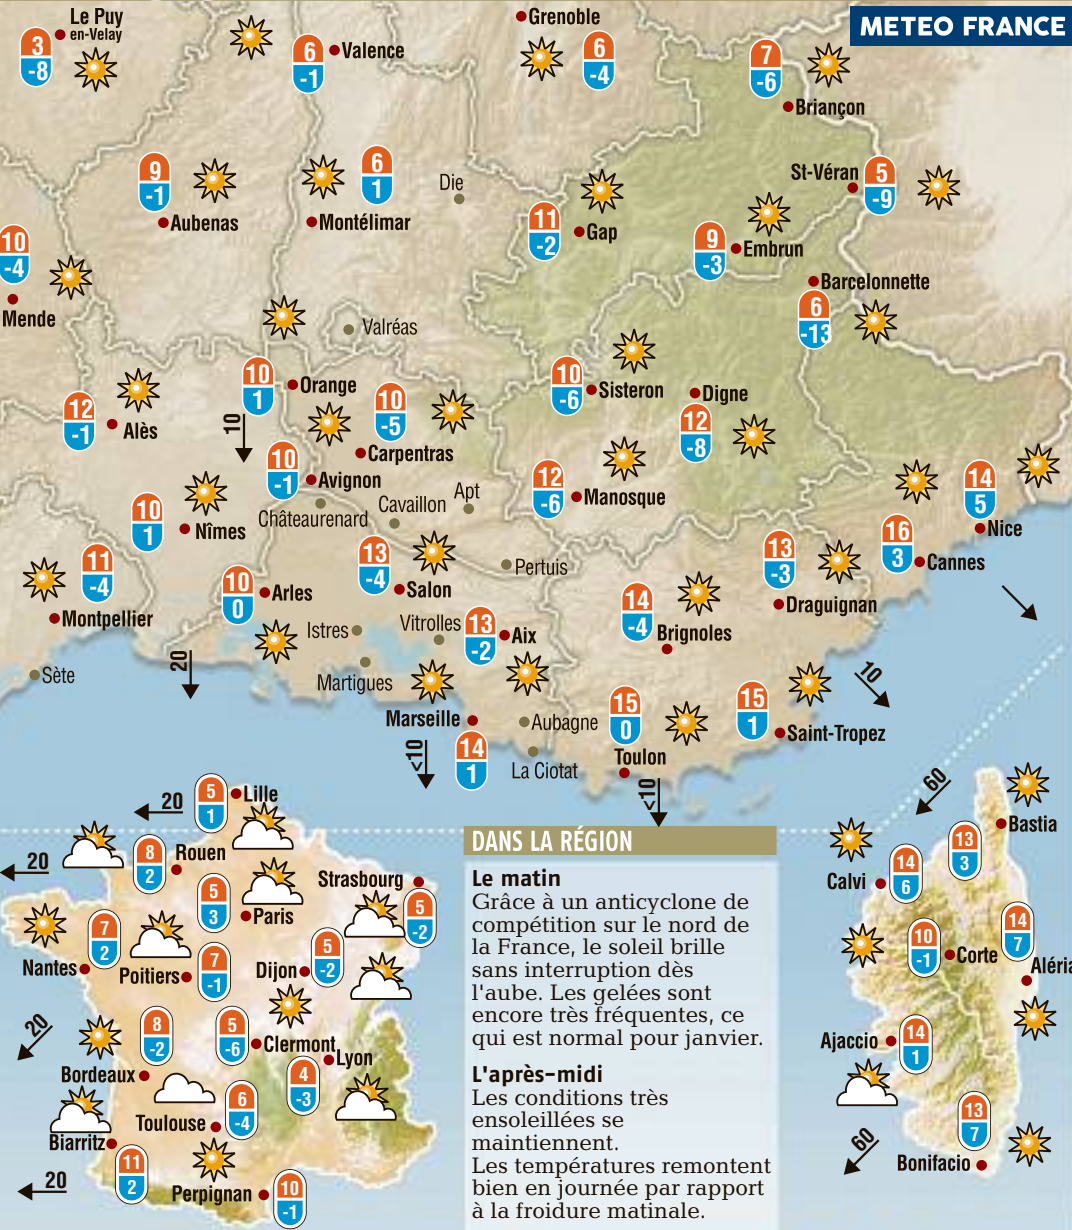 METEO FRANCE
Le Puy
en-Velay
3
-8
6
-1
Valence
Grenoble
6
-4
7
-6
Briançon
9
-1
Aubenas
6
1
Montélimar
Die
11
-2
Gap
St-Véran
5
-9
9
-3
Embrun
10
-4
Mende
Barcelonnette
6
-13
Valréas
10
1
Orange
10
-5
Carpentras
10
-6
Sisteron
Digne
12
-8
12
-1
Alès
10
10
-1
Avignon
Châteaurenard
Cavaillon
Apt
12
-6
Manosque
14
5
Nice
10
1
Nîmes
16
3
Cannes
11
-4
Montpellier
10
0
Arles
13
-4
Salon
Pertuis
13
-3
Draguignan
14
-4
Brignoles
Istres
Vitrolles
13
-2
Aix
Sète
20
Martigues
10
Marseille
14
1
<10
Aubagne
La Ciotat
15
0
Toulon
<10
15
1
Saint-Tropez
5
1
Lille
20
20
8
2
Rouen
5
3
Paris
Strasbourg
5
-2
7
2
Nantes
Poitiers
7
-1
Dijon
5
-2
20
8
-2
Bordeaux
5
-6
Clermont
Lyon
4
-3
Toulouse
6
-4
Biarritz
11
2
20
Perpignan
10
-1
DANS LA RÉGION
Le matin
Grâce à un anticyclone de
compétition sur le nord de
la France, le soleil brille
sans interruption dès
l'aube. Les gelées sont
encore très fréquentes, ce
qui est normal pour janvier.
L'après-midi
Les conditions très
ensoleillées se
maintiennent.
Les températures remontent
bien en journée par rapport
à la froidure matinale.
60
Bastia
13
3
Calvi
14
6
10
-1
Corte
14
7
Aléria
Ajaccio
14
1
60
13
7
Bonifacio